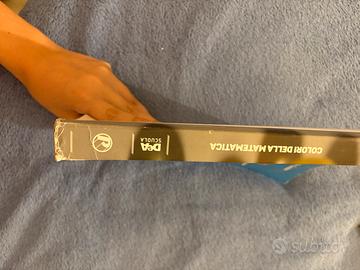 COLORI DELLA MATEMATICA
DeA
SCUOLA
Subito